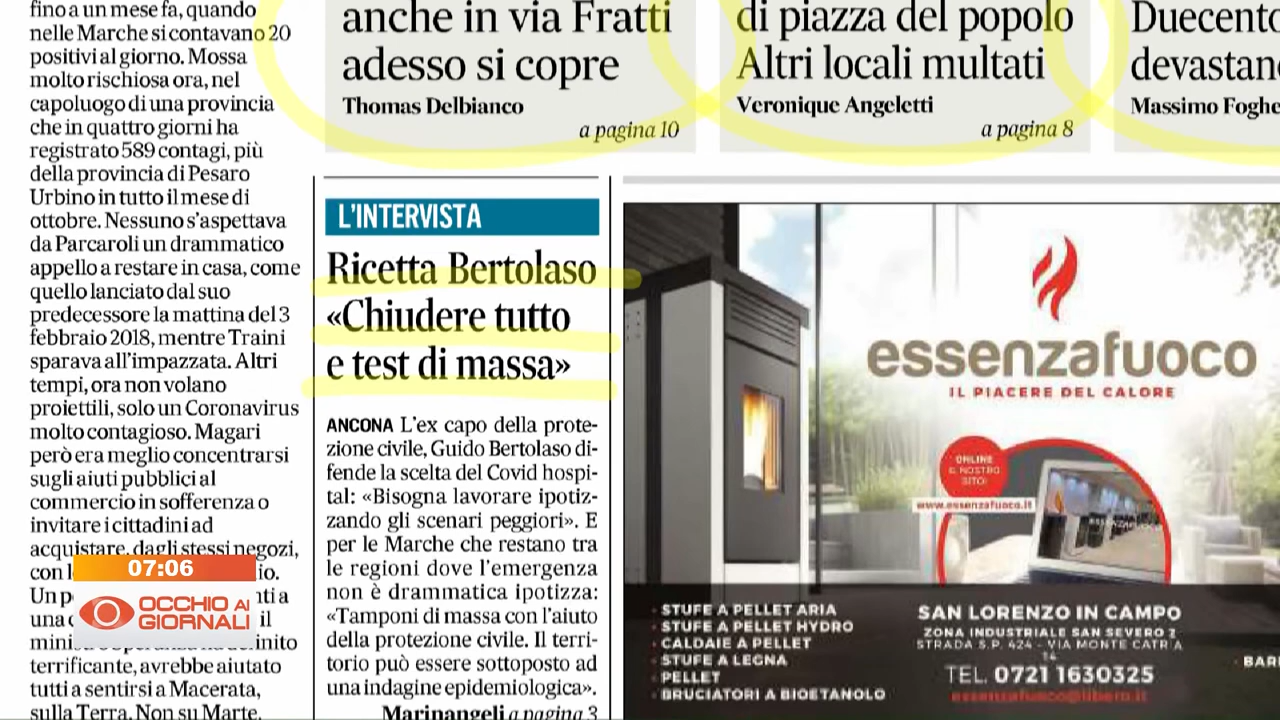 fino a un mese fa, quando
nelle Marche si contavano 20
positivi al giorno. Mossa
molto rischiosa ora, nel
capoluogo di una provincia
che in quattro giorni ha
registrato 589 contagi, più
della provincia di Pesaro
Urbino in tutto il mese di
ottobre. Nessuno s'aspettava
da Parcaroli un drammatico
appello a restare in casa, come
quello lanciato dal suo
predecessore la mattina del 3
febbraio 2018, mentre Traini
sparava all'impazzata. Altri
tempi, ora non volano
proiettili, solo un Coronavirus
molto contagioso. Magari
però era meglio concentrarsi
sugli aiuti pubblici al
commercio in sofferenza o
invitare i cittadini ad
acquistare, dagli stessi negozi,
con
io.
Un
nti a
una
il
terrificante, avrebbe aiutato
tutti a sentirsi a Macerata,
sulla Terra. Non su Marte.
07:06
OCCHIO AI
GIORNALI
anche in via Fratti
adesso si copre
Thomas Delbianco
a pagina 10
di piazza del popolo
Altri locali multati
Veronique Angeletti
a pagina 8
Duecento
devastan
Massimo Foghe
L'INTERVISTA
Ricetta Bertolaso
«Chiudere tutto
e test di massa»
ANCONA L'ex capo della prote-
zione civile, Guido Bertolaso di-
fende la scelta del Covid hospi-
tal: «Bisogna lavorare ipotiz-
zando gli scenari peggiori». E
per le Marche che restano tra
le regioni dove l'emergenza
non è drammatica ipotizza:
«Tamponi di massa con l'aiuto
della protezione civile. Il terri-
torio può essere sottoposto ad
una indagine epidemiologica».
Marinangeli a pagina 3
essenzafuoco
IL PIACERE DEL CALORE
ONLINE
IL NOSTRO
SITO!
www.essenzafuoco.it
STUFE A PELLET ARIA
STUFE A PELLET HYDRO
CALDAIE A PELLET
STUFE A LEGNA
PELLET
BRUCIATORI A BIOETANOLO
SAN LORENZO IN CAMPO
ZONA INDUSTRIALE SAN SEVERO 2
STRADA S.P. 424 - VIA MONTE CATRIA
14
TEL. 0721 1630325
essenzafuoco@libero.it
BAR